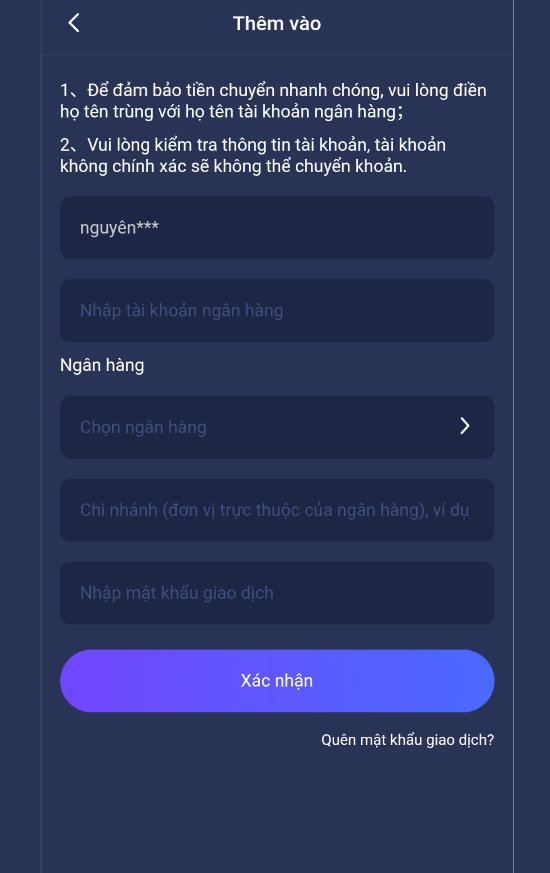 Thêm vào
1、Để đảm bảo tiền chuyển nhanh chóng, vui lòng điền
họ tên trùng với họ tên tài khoản ngân hàng；
2、Vui lòng kiểm tra thông tin tài khoản, tài khoản
không chính xác sẽ không thể chuyển khoản.
nguyên***
Nhập tài khoản ngân hàng
Ngân hàng
Chọn ngân hàng
Chi nhánh (đơn vị trực thuộc của ngân hàng), ví dụ
Nhập mật khẩu giao dịch
Xác nhận
Quên mật khẩu giao dịch?